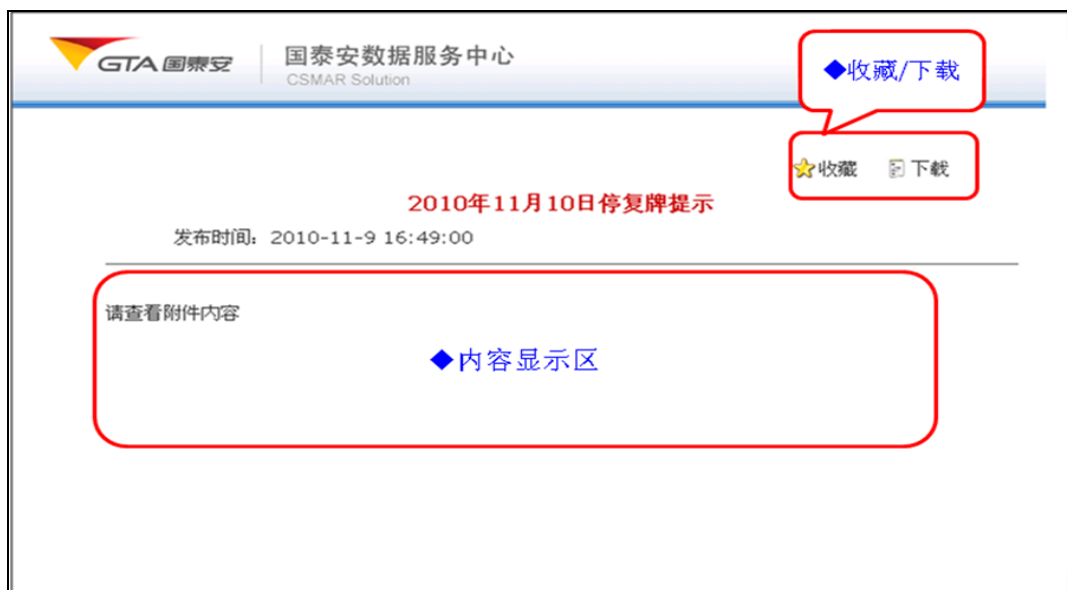 GTA 国泰安
国泰安数据服务中心
CSMAR Solution
◆收藏/下载
收藏 下载
2010年11月10日停复牌提示
发布时间：2010-11-9 16:49:00
请查看附件内容
◆内容显示区